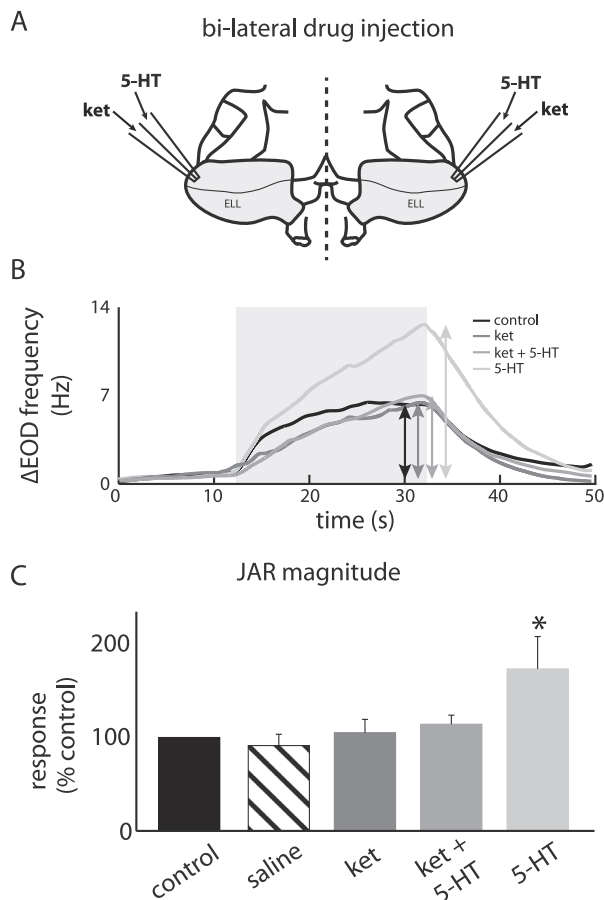 A
bi-lateral drug injection
5-HT
ket
5-HT
ket
ELL
ELL
B
14
7
0
ΔEOD frequency
(Hz)
control
ket
ket + 5-HT
5-HT
0
10
20
30
40
50
time (s)
C
JAR magnitude
200
100
0
response
(% control)
*
control
saline
ket
ket +
5-HT
5-HT